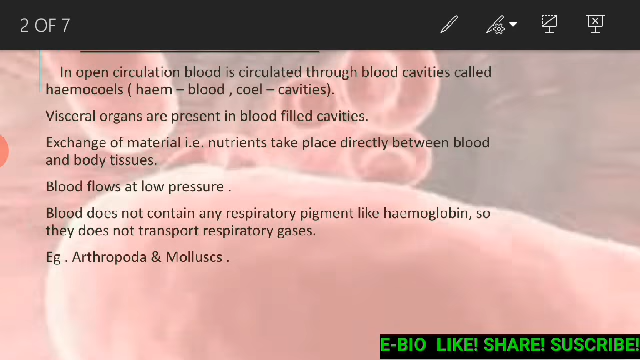 2 OF 7
In open circulation blood is circulated through blood cavities called
haemocoels ( haem – blood , coel – cavities).
Visceral organs are present in blood filled cavities.
Exchange of material i.e. nutrients take place directly between blood
and body tissues.
Blood flows at low pressure .
Blood does not contain any respiratory pigment like haemoglobin, so
they does not transport respiratory gases.
Eg . Arthropoda & Molluscs .
E-BIO LIKE! SHARE! SUSCRIBE!